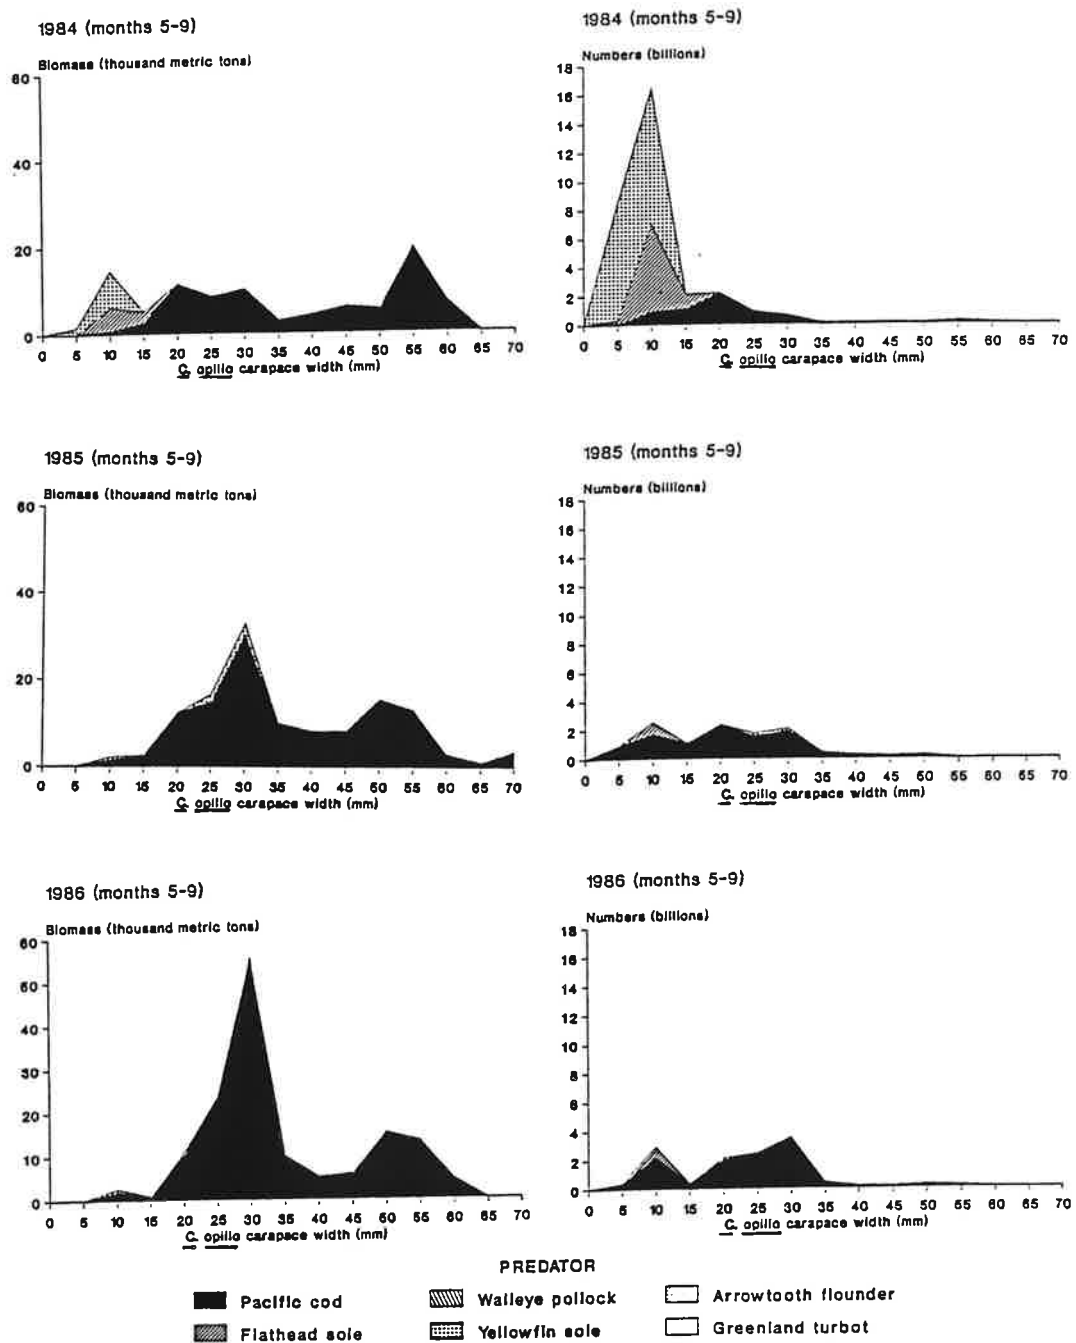 1984 (months 5-9)
Biomass (thousand metric tons)
60
40
20
0
0 5 10 15 20 25 30 35 40 45 50 55 60 65 70
C. opilio carapace width (mm)
1984 (months 5-9)
Numbers (billions)
18
16
14
12
10
8
6
4
2
0
0 5 10 15 20 25 30 35 40 45 50 55 60 65 70
C. opilio carapace width (mm)
1985 (months 5-9)
Biomass (thousand metric tons)
60
40
20
0
0 5 10 15 20 25 30 35 40 45 50 55 60 65 70
C. opilio carapace width (mm)
1985 (months 5-9)
Numbers (billions)
18
16
14
12
10
8
6
4
2
0
0 5 10 15 20 25 30 35 40 45 50 55 60 65 70
C. opilio carapace width (mm)
1986 (months 5-9)
Biomass (thousand metric tons)
60
50
40
30
20
10
0
0 5 10 15 20 25 30 35 40 45 50 55 60 65 70
C. opilio carapace width (mm)
1986 (months 5-9)
Numbers (billions)
18
16
14
12
10
8
6
4
2
0
0 5 10 15 20 25 30 35 40 45 50 55 60 65 70
C. opilio carapace width (mm)
PREDATOR
Pacific cod
Walleye pollock
Arrowtooth flounder
Flathead sole
Yellowfin sole
Greenland turbot